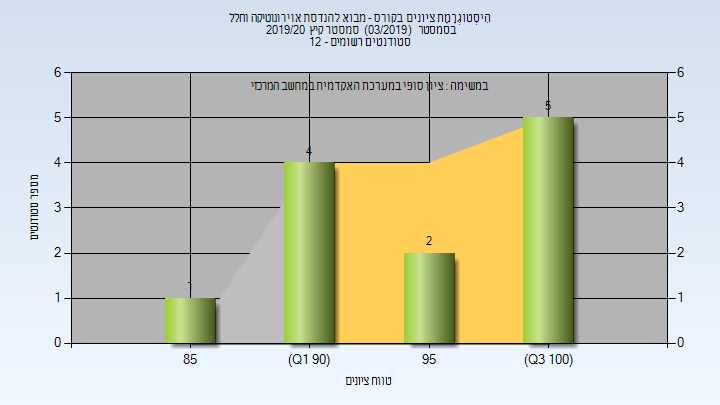 היסטוגרמת ציונים בקורס - מבוא להנדסת אוירונוטיקה וחלל
בסמסטר (03/2019) סמסטר קיץ 2019/20
סטודנטים רשומים - 12
במשימה : ציון סופי במערכת האקדמית במחשב המרכזי
6 6
5 5
4 4
3 3
2 2
1 1
0 0
1
4
2
5
מספר סטודנטים
85 (Q1 90) 95 (Q3 100)
טווח ציונים